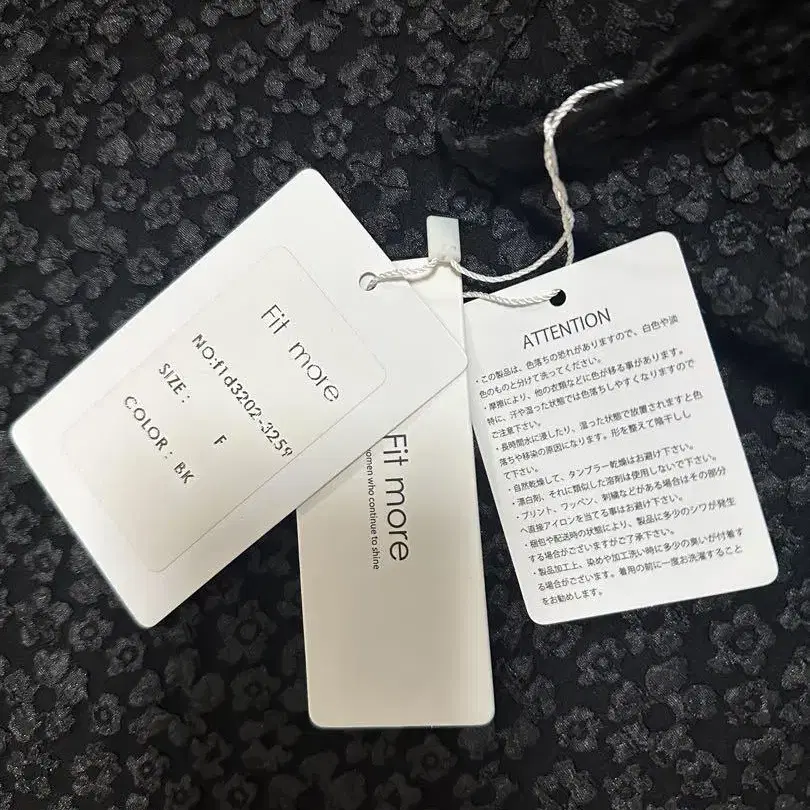 Fit more
NO:f1d3202-3259
SIZE : F
COLOR : BK
Fit more
omen who continue to shine
ATTENTION
・この製品は、色落ちの恐れがありますので、白色や淡
色のものと分けて洗ってください。
・摩擦により、他の衣類などに色が移る事があります。
特に、汗や湿った状態では色落ちしやすくなりますので
ご注意下さい。
・長時間水に浸したり、湿った状態で放置されますと色
落ちや移染の原因になります。形を整えて陰干しし
て下さい。
・自然乾燥して、タンブラー乾燥はお避け下さい。
・漂白剤、それに類似した溶剤は使用しないで下さい。
・プリント、ワッペン、刺繍などがある場合はその部分
へ直接アイロンを当てる事はお避け下さい。
・梱包や配送時の状態により、製品に多少のシワが発生
する場合がございますがご了承下さい。
・製品加工上、染めや加工洗い時に多少の臭いが付着す
る場合がございます。着用の前に一度お洗濯すること
をお勧めします。